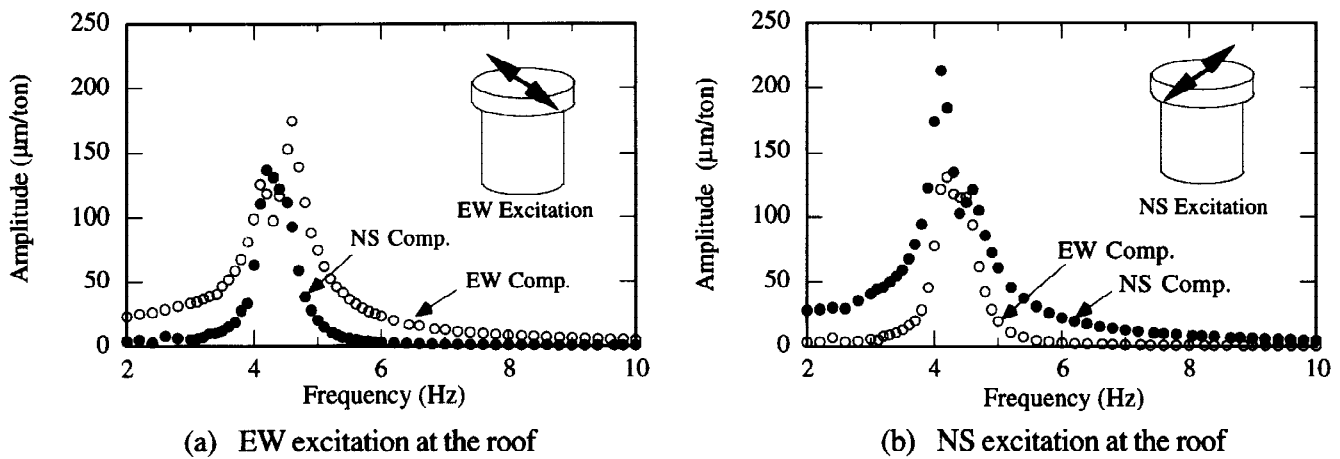 250
200
150
100
50
0
Amplitude (μm/ton)
EW Excitation
NS Comp.
EW Comp.
2 4 6 8 10
Frequency (Hz)
(a) EW excitation at the roof
250
200
150
100
50
0
Amplitude (μm/ton)
NS Excitation
EW Comp.
NS Comp.
2 4 6 8 10
Frequency (Hz)
(b) NS excitation at the roof